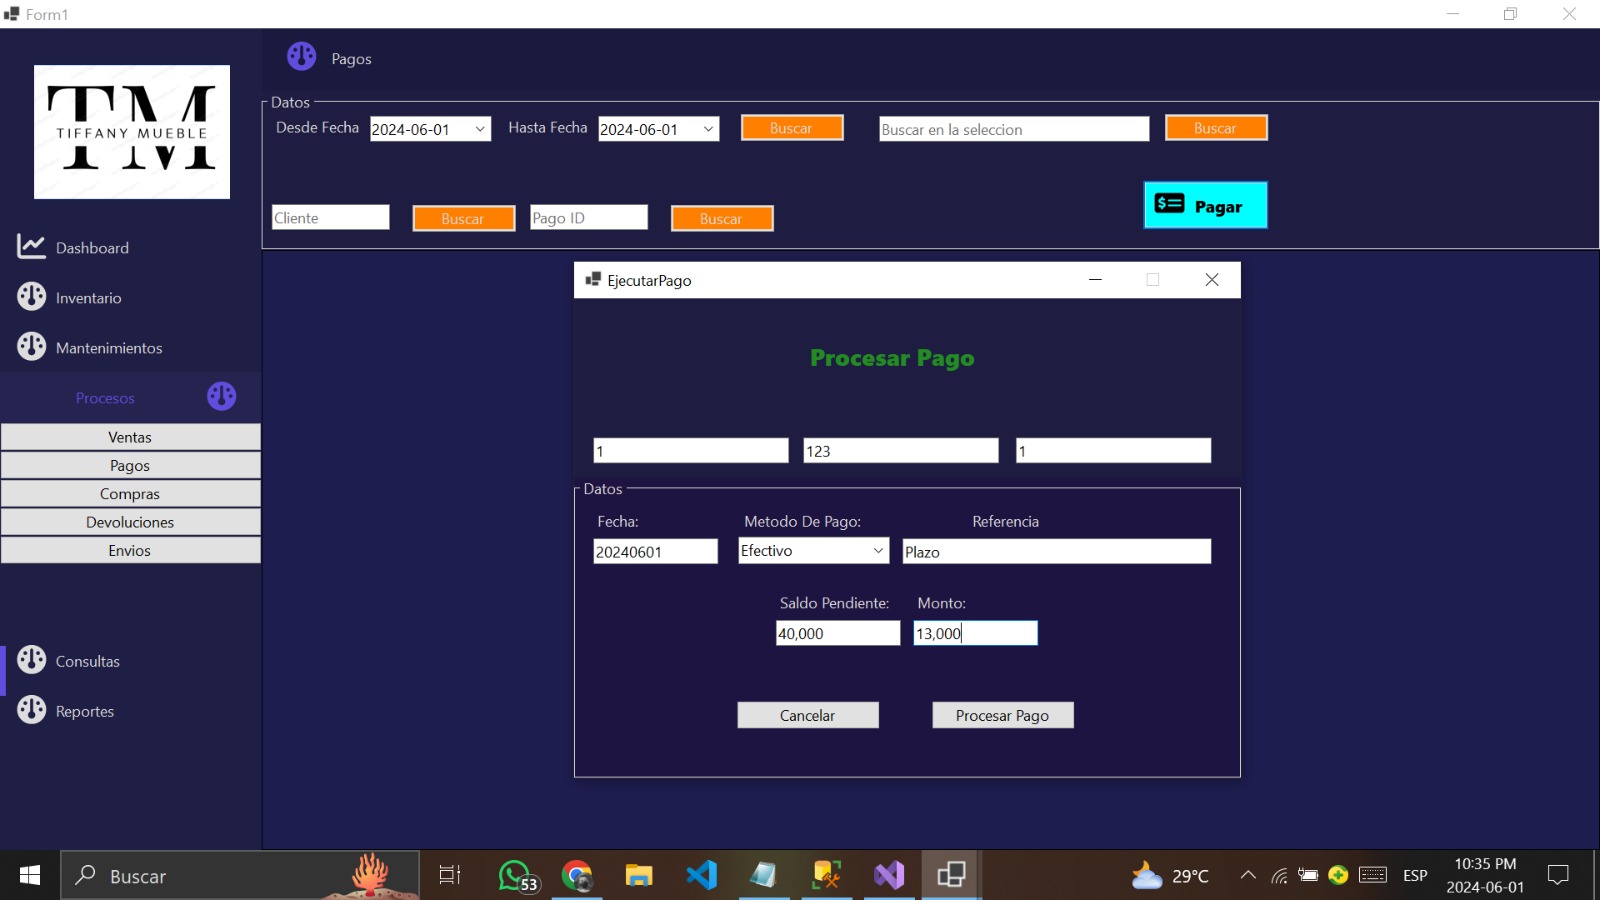 Form1
TM
TIFFANY MUEBLE
Dashboard
Inventario
Mantenimientos
Procesos
Ventas
Pagos
Compras
Devoluciones
Envios
Consultas
Reportes
Pagos
Datos
Desde Fecha 2024-06-01 Hasta Fecha 2024-06-01 Buscar Buscar en la seleccion Buscar
Cliente Buscar Pago ID Buscar Pagar
EjecutarPago
Procesar Pago
1 123 1
Datos
Fecha: Metodo De Pago: Referencia
20240601 Efectivo Plazo
Saldo Pendiente: Monto:
40,000 13,000
Cancelar Procesar Pago
Buscar 53 29°C ESP 10:35 PM
2024-06-01